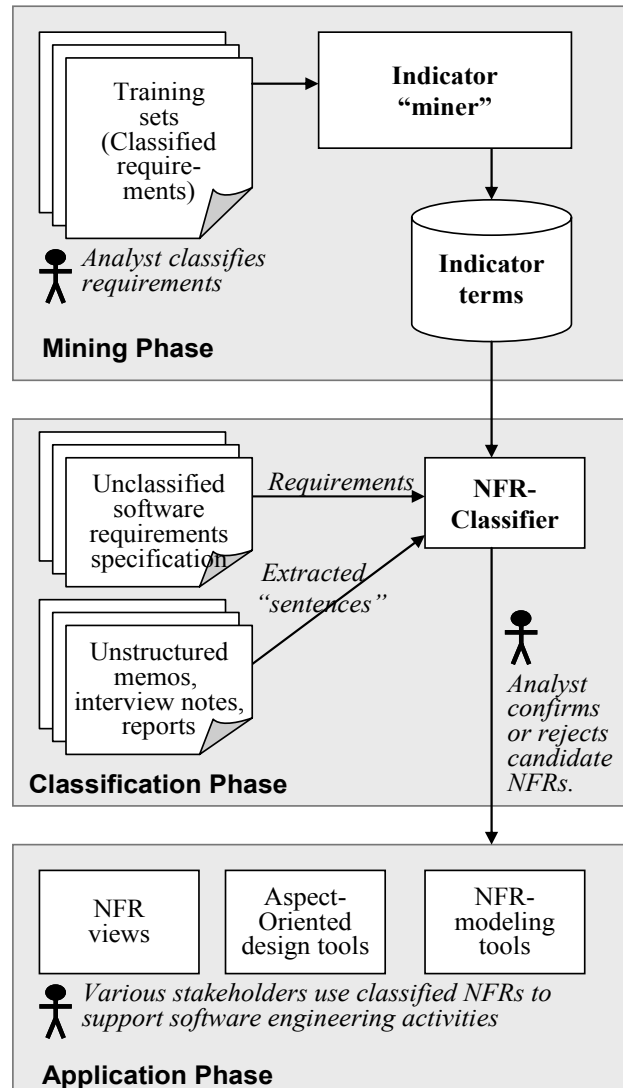 Training
sets
(Classified
require-
ments)
Indicator
“miner”
Analyst classifies
requirements
Indicator
terms
Mining Phase
Unclassified
software
requirements
specification
Requirements
NFR-
Classifier
Extracted
“sentences”
Unstructured
memos,
interview notes,
reports
Analyst
confirms
or rejects
candidate
NFRs.
Classification Phase
NFR
views
Aspect-
Oriented
design tools
NFR-
modeling
tools
Various stakeholders use classified NFRs to
support software engineering activities
Application Phase